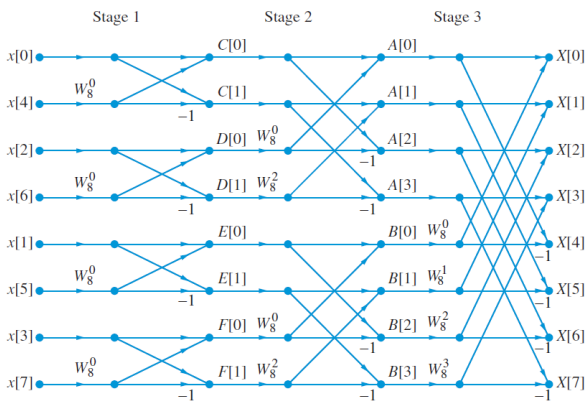 Stage 1 Stage 2 Stage 3
x[0] C[0] A[0] X[0]
W₈⁰
x[4] C[1] A[1] X[1]
−1 W₈⁰
x[2] D[0] A[2] X[2]
W₈⁰ −1
x[6] D[1] W₈² A[3] X[3]
−1 −1 W₈⁰
x[1] E[0] B[0] X[4]
W₈⁰ −1
x[5] E[1] B[1] W₈¹ X[5]
−1 W₈⁰ W₈² −1
x[3] F[0] B[2] X[6]
W₈⁰ −1 −1
x[7] F[1] W₈² B[3] W₈³ X[7]
−1 −1 −1